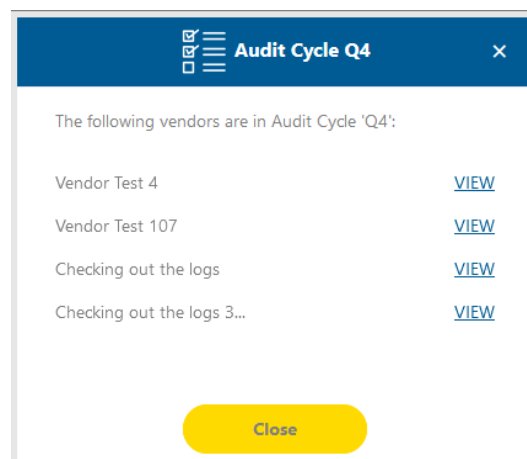 Audit Cycle Q4
The following vendors are in Audit Cycle 'Q4':
Vendor Test 4 VIEW
Vendor Test 107 VIEW
Checking out the logs VIEW
Checking out the logs 3... VIEW
Close